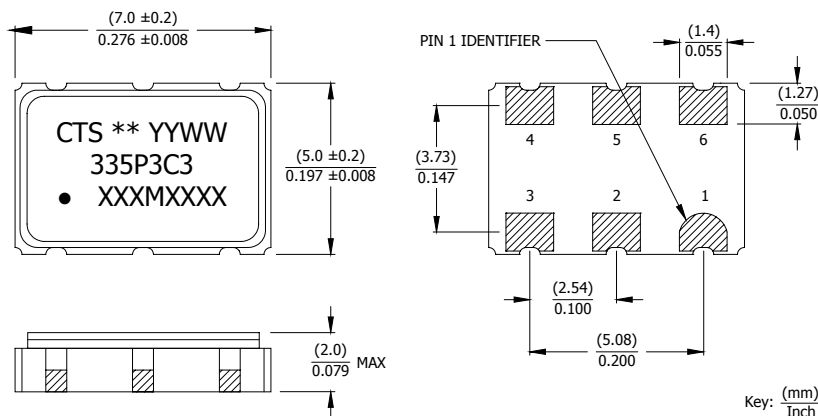 (7.0 ±0.2)
0.276 ±0.008
CTS ** YYWW
335P3C3
● XXXMXXXX
(5.0 ±0.2)
0.197 ±0.008
(2.0)
0.079 MAX
PIN 1 IDENTIFIER
(1.4)
0.055
(1.27)
0.050
4 5 6
(3.73)
0.147
3 2 1
(2.54)
0.100
(5.08)
0.200
Key: (mm)
Inch